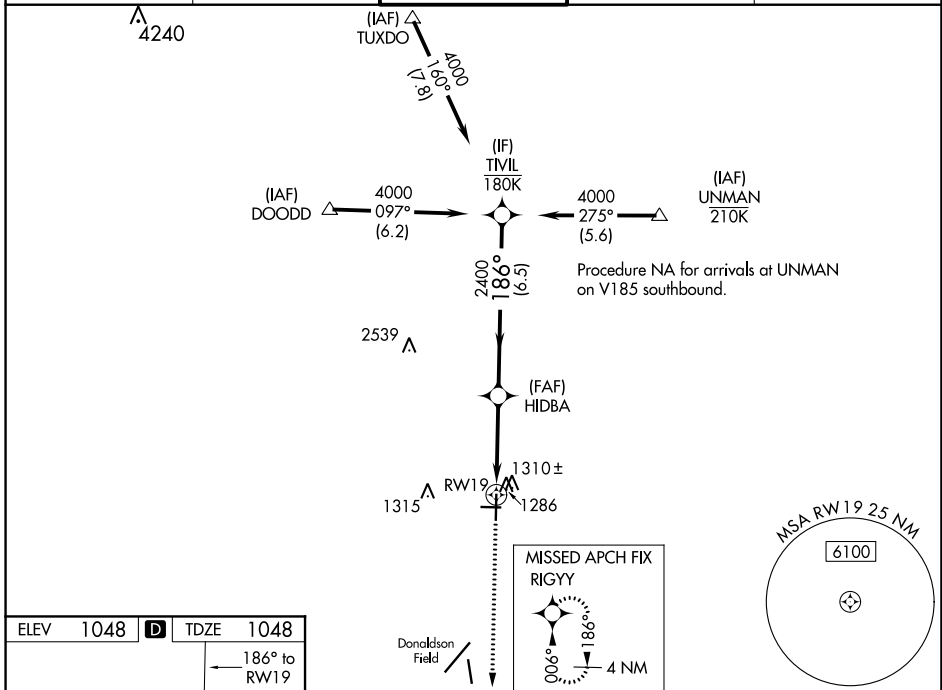 4240
(IAF)
TUXDO
4000
160°
(7.8)
(IF)
TIVIL
180K
(IAF)
DOODD
4000
097°
(6.2)
4000
275°
(5.6)
(IAF)
UNMAN
210K
2400
186°
(6.5)
Procedure NA for arrivals at UNMAN
on V185 southbound.
2539
(FAF)
HIDBA
1310 ±
RW19
1315
1286
MSA RW19 25 NM
6100
MISSED APCH FIX
RIGYY
186°
006°
4 NM
Donaldson
Field
ELEV 1048 D TDZE 1048
186° to
RW19